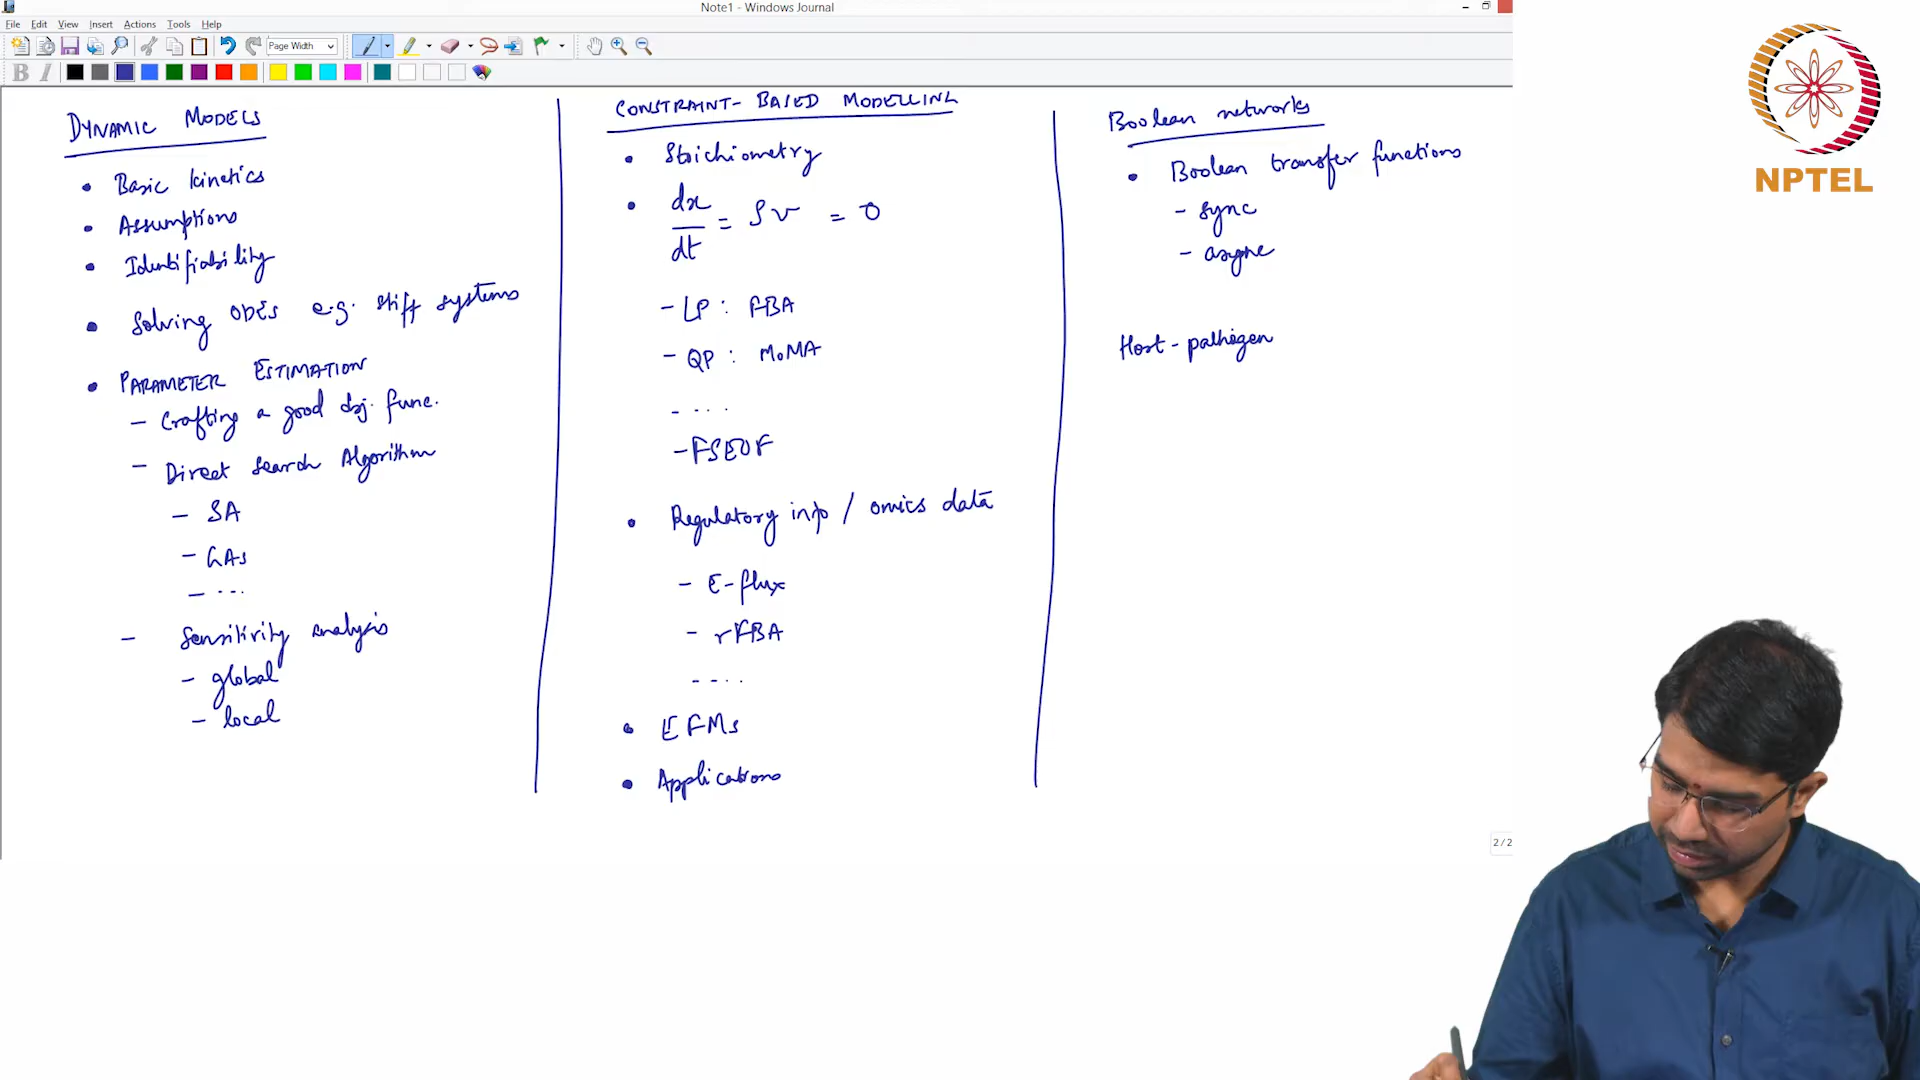 Note1 - Windows Journal
File Edit View Insert Actions Tools Help
Page Width
B I
DYNAMIC MODELS
• Basic kinetics
• Assumptions
• Identifiability
• Solving ODEs e.g. stiff systems
• PARAMETER ESTIMATION
- Crafting a good obj. func.
- Direct Search Algorithm
- SA
- GAs
- ...
- Sensitivity analysis
- global
- local
CONSTRAINT-BASED MODELLING
• Stoichiometry
• dx/dt = Sv = 0
- LP : FBA
- QP : MoMA
- ...
- FSEOF
• Regulatory info / omics data
- E-flux
- rFBA
- ...
• EFMs
• Applications
Boolean networks
• Boolean transfer functions
- sync
- async
Host-pathogen
2 / 2
NPTEL